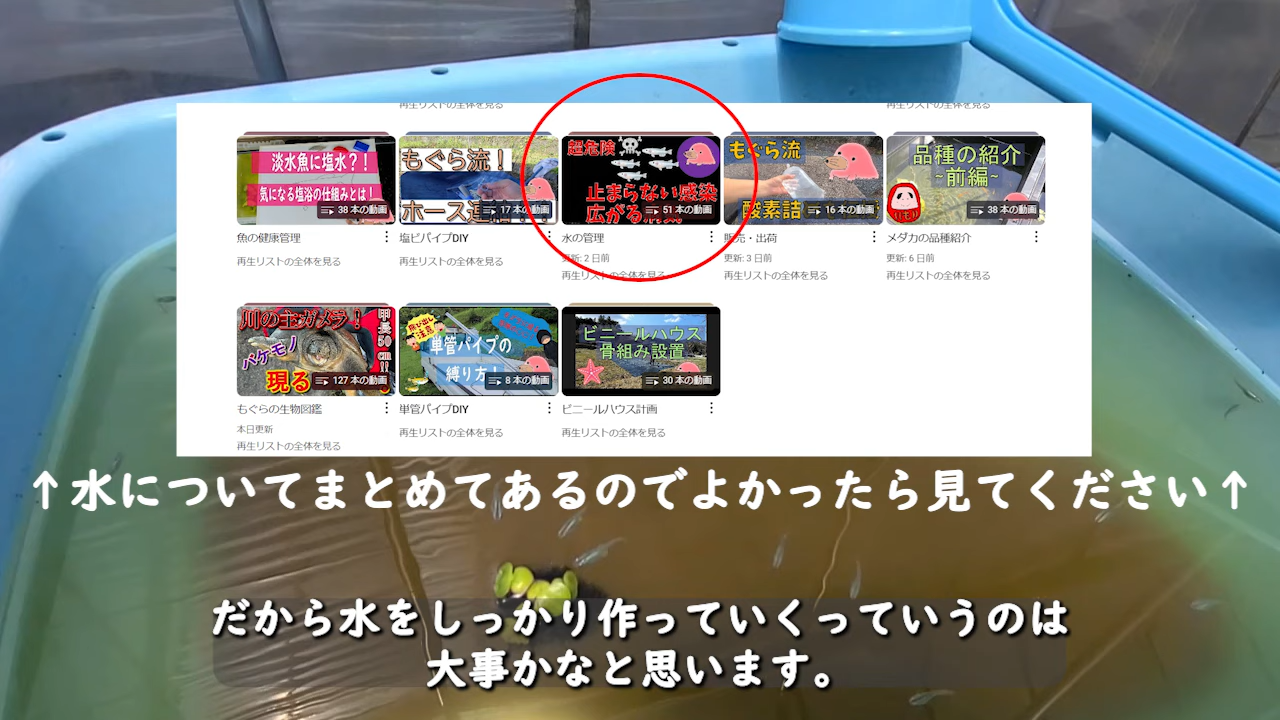 再生リストの全体を見る
再生リストの全体を見る
淡水魚に塩水？！
気になる塩浴の仕組みとは！
38 本の動画
もぐら流！
17 本の動画
超危険
止まらない感染
広がる
51 本の動画
もぐら流
酸素詰
16 本の動画
品種の紹介
~前編~
38 本の動画
魚の健康管理
塩ビパイプDIY
水の管理
販売・出荷
メダカの品種紹介
再生リストの全体を見る
再生リストの全体を見る
更新: 2 日前
更新: 3 日前
更新: 6 日前
再生リストの全体を見る
再生リストの全体を見る
再生リストの全体を見る
川の主ガメラ！
甲長50cm!!
バケモノ
現る
127 本の動画
単管パイプの
縛り方！
8 本の動画
ビニールハウス
骨組み設置
30 本の動画
もぐらの生物図鑑
単管パイプDIY
ビニールハウス計画
本日更新
再生リストの全体を見る
再生リストの全体を見る
再生リストの全体を見る
↑水についてまとめてあるのでよかったら見てください↑
だから水をしっかり作っていくっていうのは
大事かなと思います。